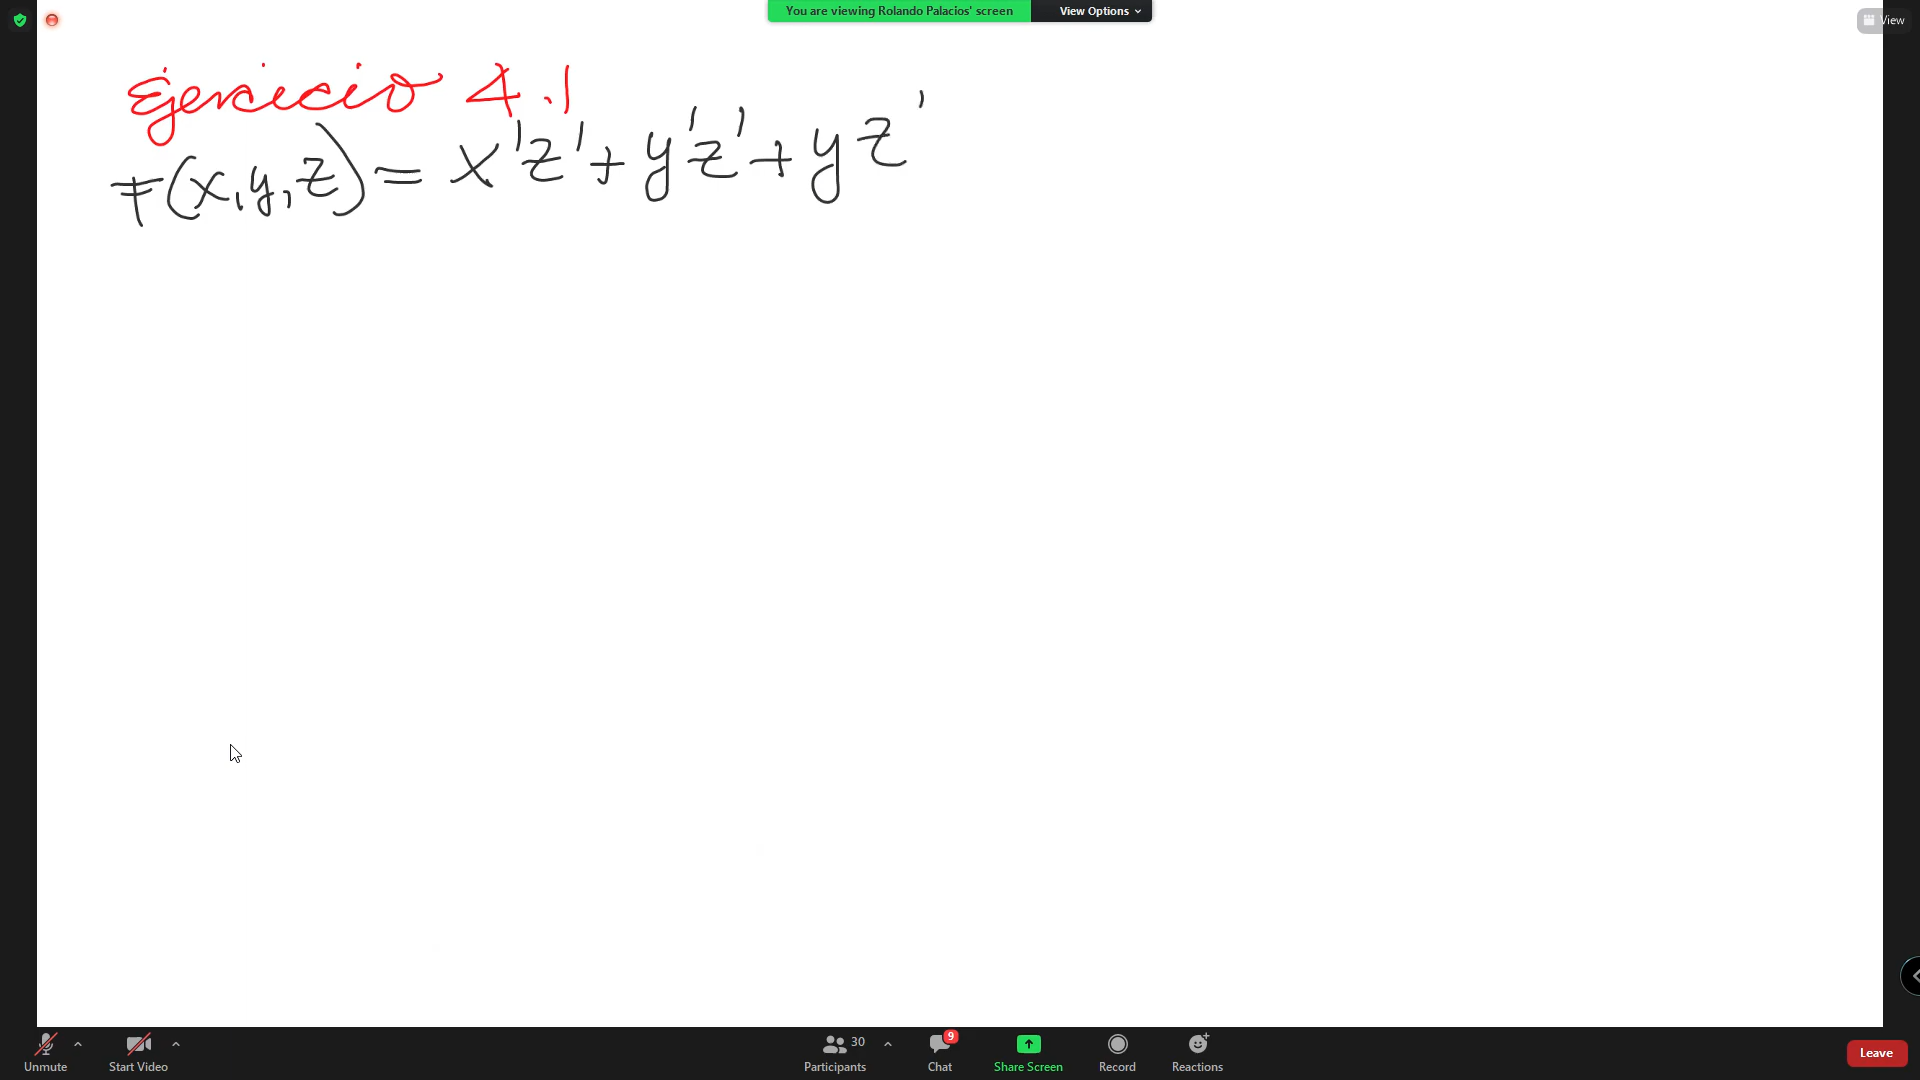 You are viewing Rolando Palacios' screen View Options
View
Ejercicio 4.1
F(x,y,z) = x'z' + y'z' + yz'
Unmute
Start Video
30
Participants
9
Chat
Share Screen
Record
Reactions
Leave